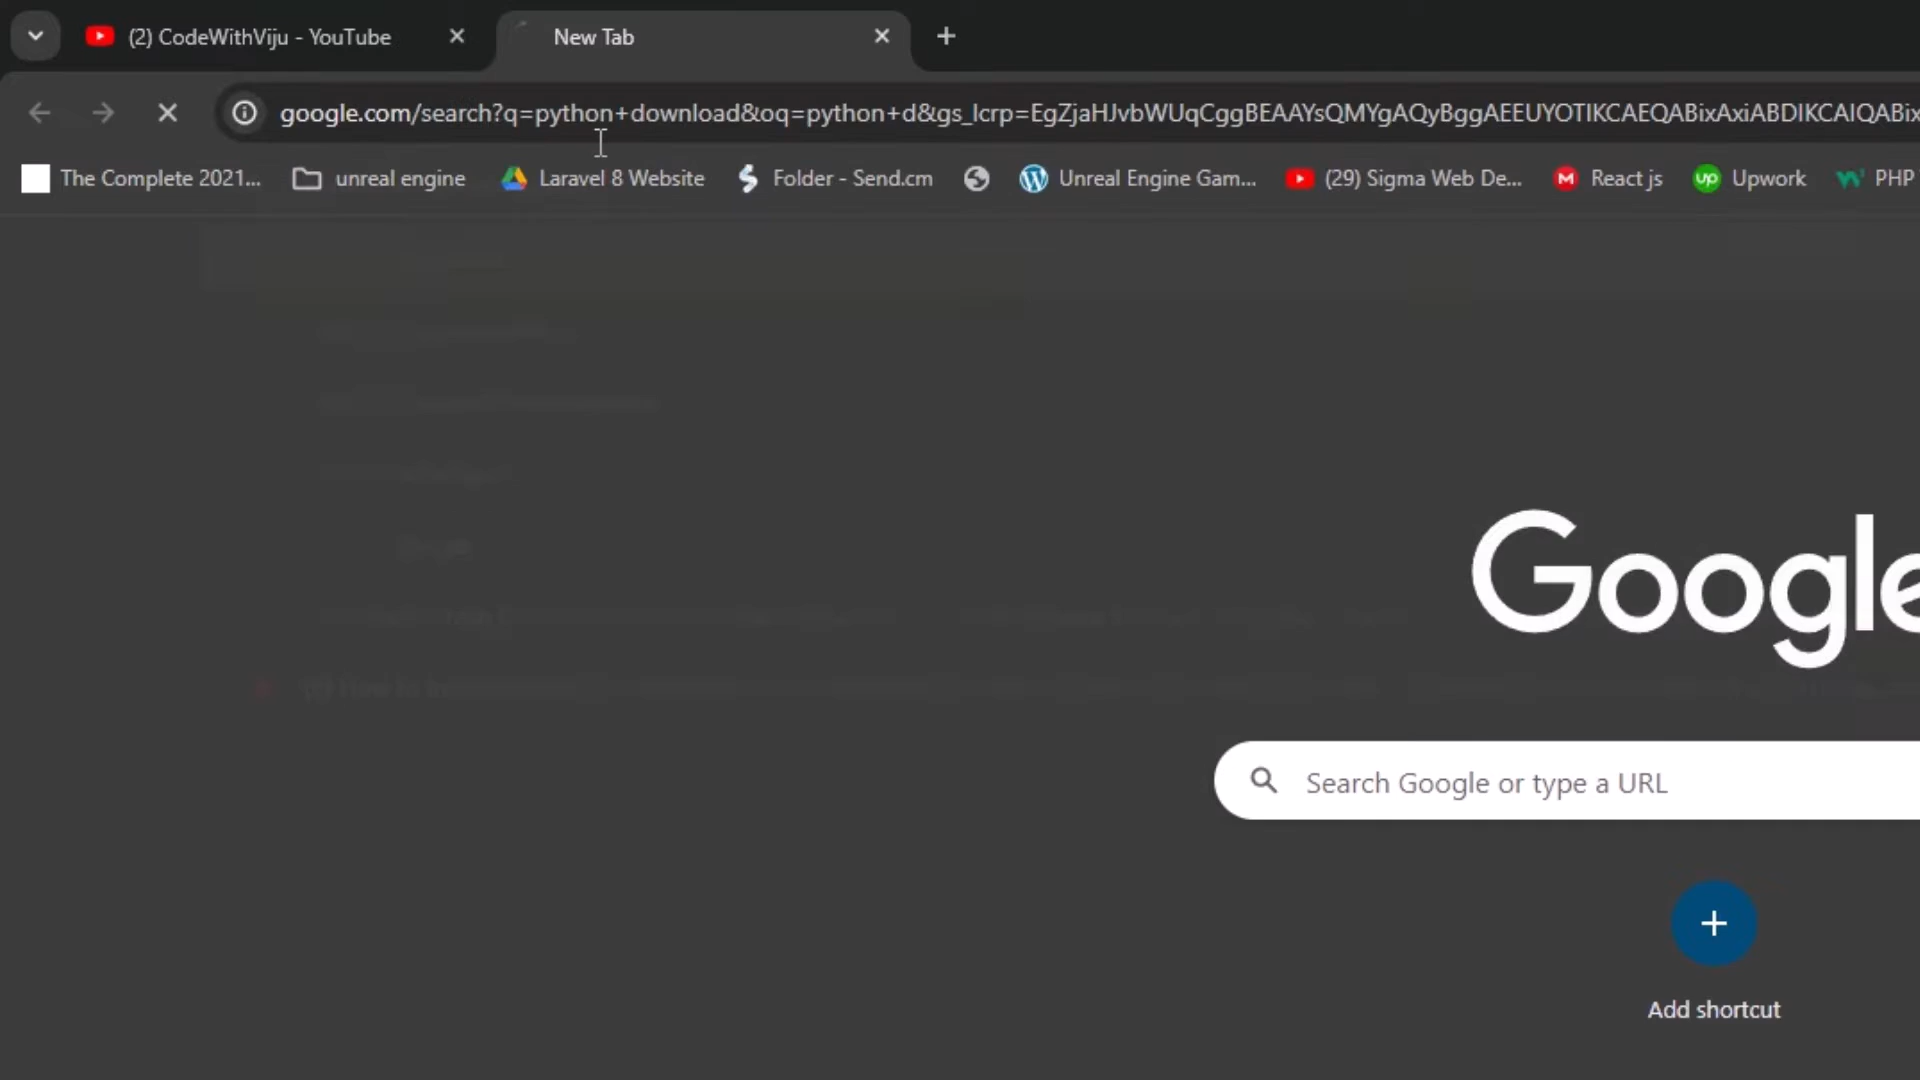 (2) CodeWithViju - YouTube
New Tab
google.com/search?q=python+download&oq=python+d&gs_lcrp=EgZjaHJvbWUqCggBEAAYsQMYgAQyBggAEEUYOTIKCAEQABixAxiABDIKCAIQABix
The Complete 2021...
unreal engine
Laravel 8 Website
Folder - Send.cm
Unreal Engine Gam...
(29) Sigma Web De...
React js
up Upwork
PHP
Google
Search Google or type a URL
Add shortcut